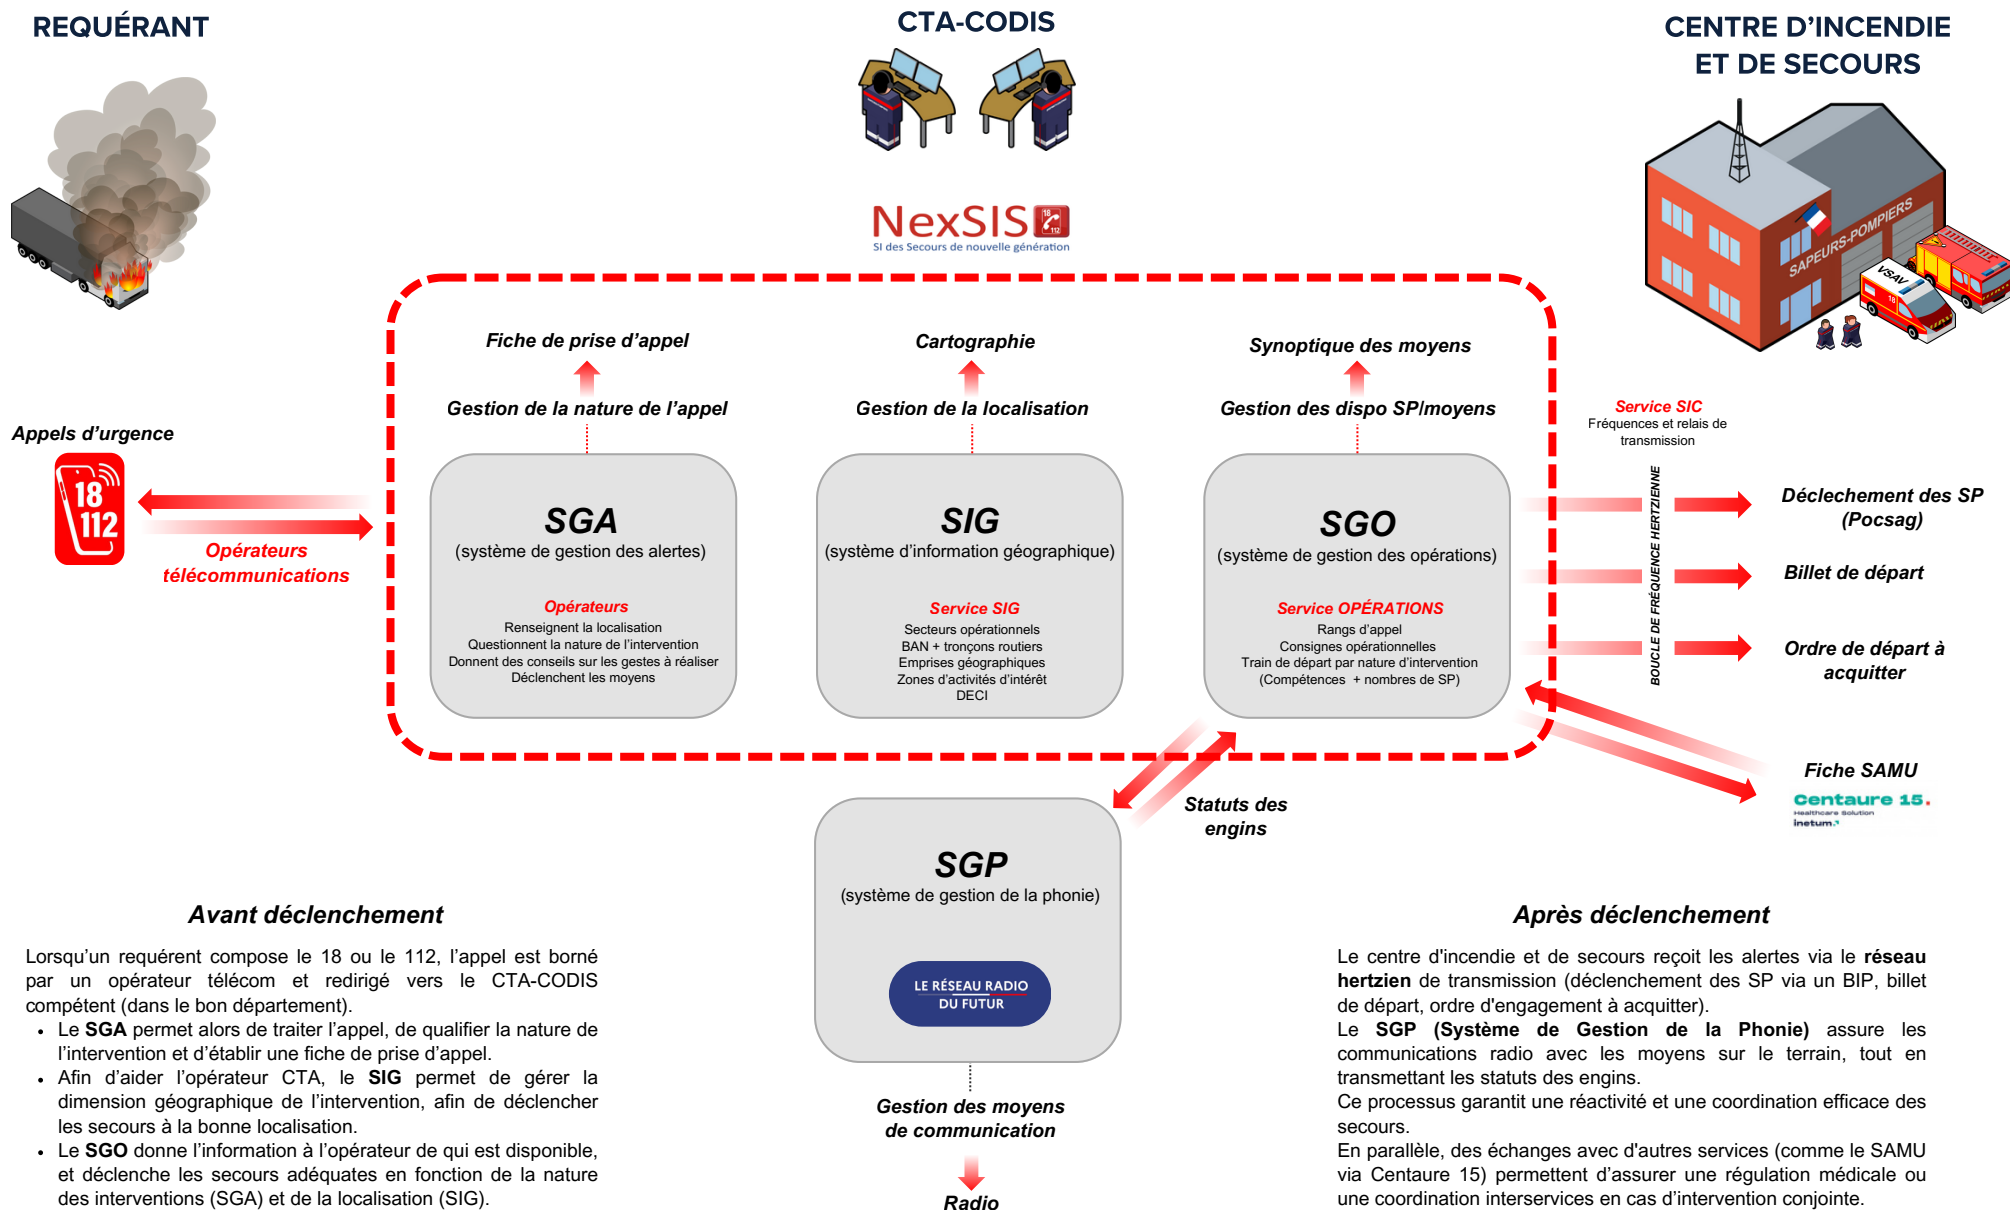 REQUÉRANT
CTA-CODIS
CENTRE D'INCENDIE
ET DE SECOURS
NexSIS
18
112
SI des Secours de nouvelle génération
SAPEURS-POMPIERS
VSAV
18
Appels d'urgence
18
112
Opérateurs
télécommunications
Fiche de prise d'appel
Gestion de la nature de l'appel
SGA
(système de gestion des alertes)
Opérateurs
Renseignent la localisation
Questionnent la nature de l'intervention
Donnent des conseils sur les gestes à réaliser
Déclenchent les moyens
Cartographie
Gestion de la localisation
SIG
(système d'information géographique)
Service SIG
Secteurs opérationnels
BAN + tronçons routiers
Emprises géographiques
Zones d'activités d'intérêt
DECI
Synoptique des moyens
Gestion des dispo SP/moyens
SGO
(système de gestion des opérations)
Service OPÉRATIONS
Rangs d'appel
Consignes opérationnelles
Train de départ par nature d'intervention
(Compétences + nombres de SP)
Service SIC
Fréquences et relais de
transmission
BOUCLE DE FRÉQUENCE HERTZIENNE
Déclechement des SP
(Pocsag)
Billet de départ
Ordre de départ à
acquitter
Fiche SAMU
Centaure 15.
Healthcare Solution
inetum.
Statuts des
engins
SGP
(système de gestion de la phonie)
LE RÉSEAU RADIO
DU FUTUR
Gestion des moyens
de communication
Radio
Avant déclenchement
Lorsqu'un requérent compose le 18 ou le 112, l'appel est borné
par un opérateur télécom et redirigé vers le CTA-CODIS
compétent (dans le bon département).
• Le SGA permet alors de traiter l'appel, de qualifier la nature de
l'intervention et d'établir une fiche de prise d'appel.
• Afin d'aider l'opérateur CTA, le SIG permet de gérer la
dimension géographique de l'intervention, afin de déclencher
les secours à la bonne localisation.
• Le SGO donne l'information à l'opérateur de qui est disponible,
et déclenche les secours adéquates en fonction de la nature
des interventions (SGA) et de la localisation (SIG).
Après déclenchement
Le centre d'incendie et de secours reçoit les alertes via le réseau
hertzien de transmission (déclenchement des SP via un BIP, billet
de départ, ordre d'engagement à acquitter).
Le SGP (Système de Gestion de la Phonie) assure les
communications radio avec les moyens sur le terrain, tout en
transmettant les statuts des engins.
Ce processus garantit une réactivité et une coordination efficace des
secours.
En parallèle, des échanges avec d'autres services (comme le SAMU
via Centaure 15) permettent d'assurer une régulation médicale ou
une coordination interservices en cas d'intervention conjointe.